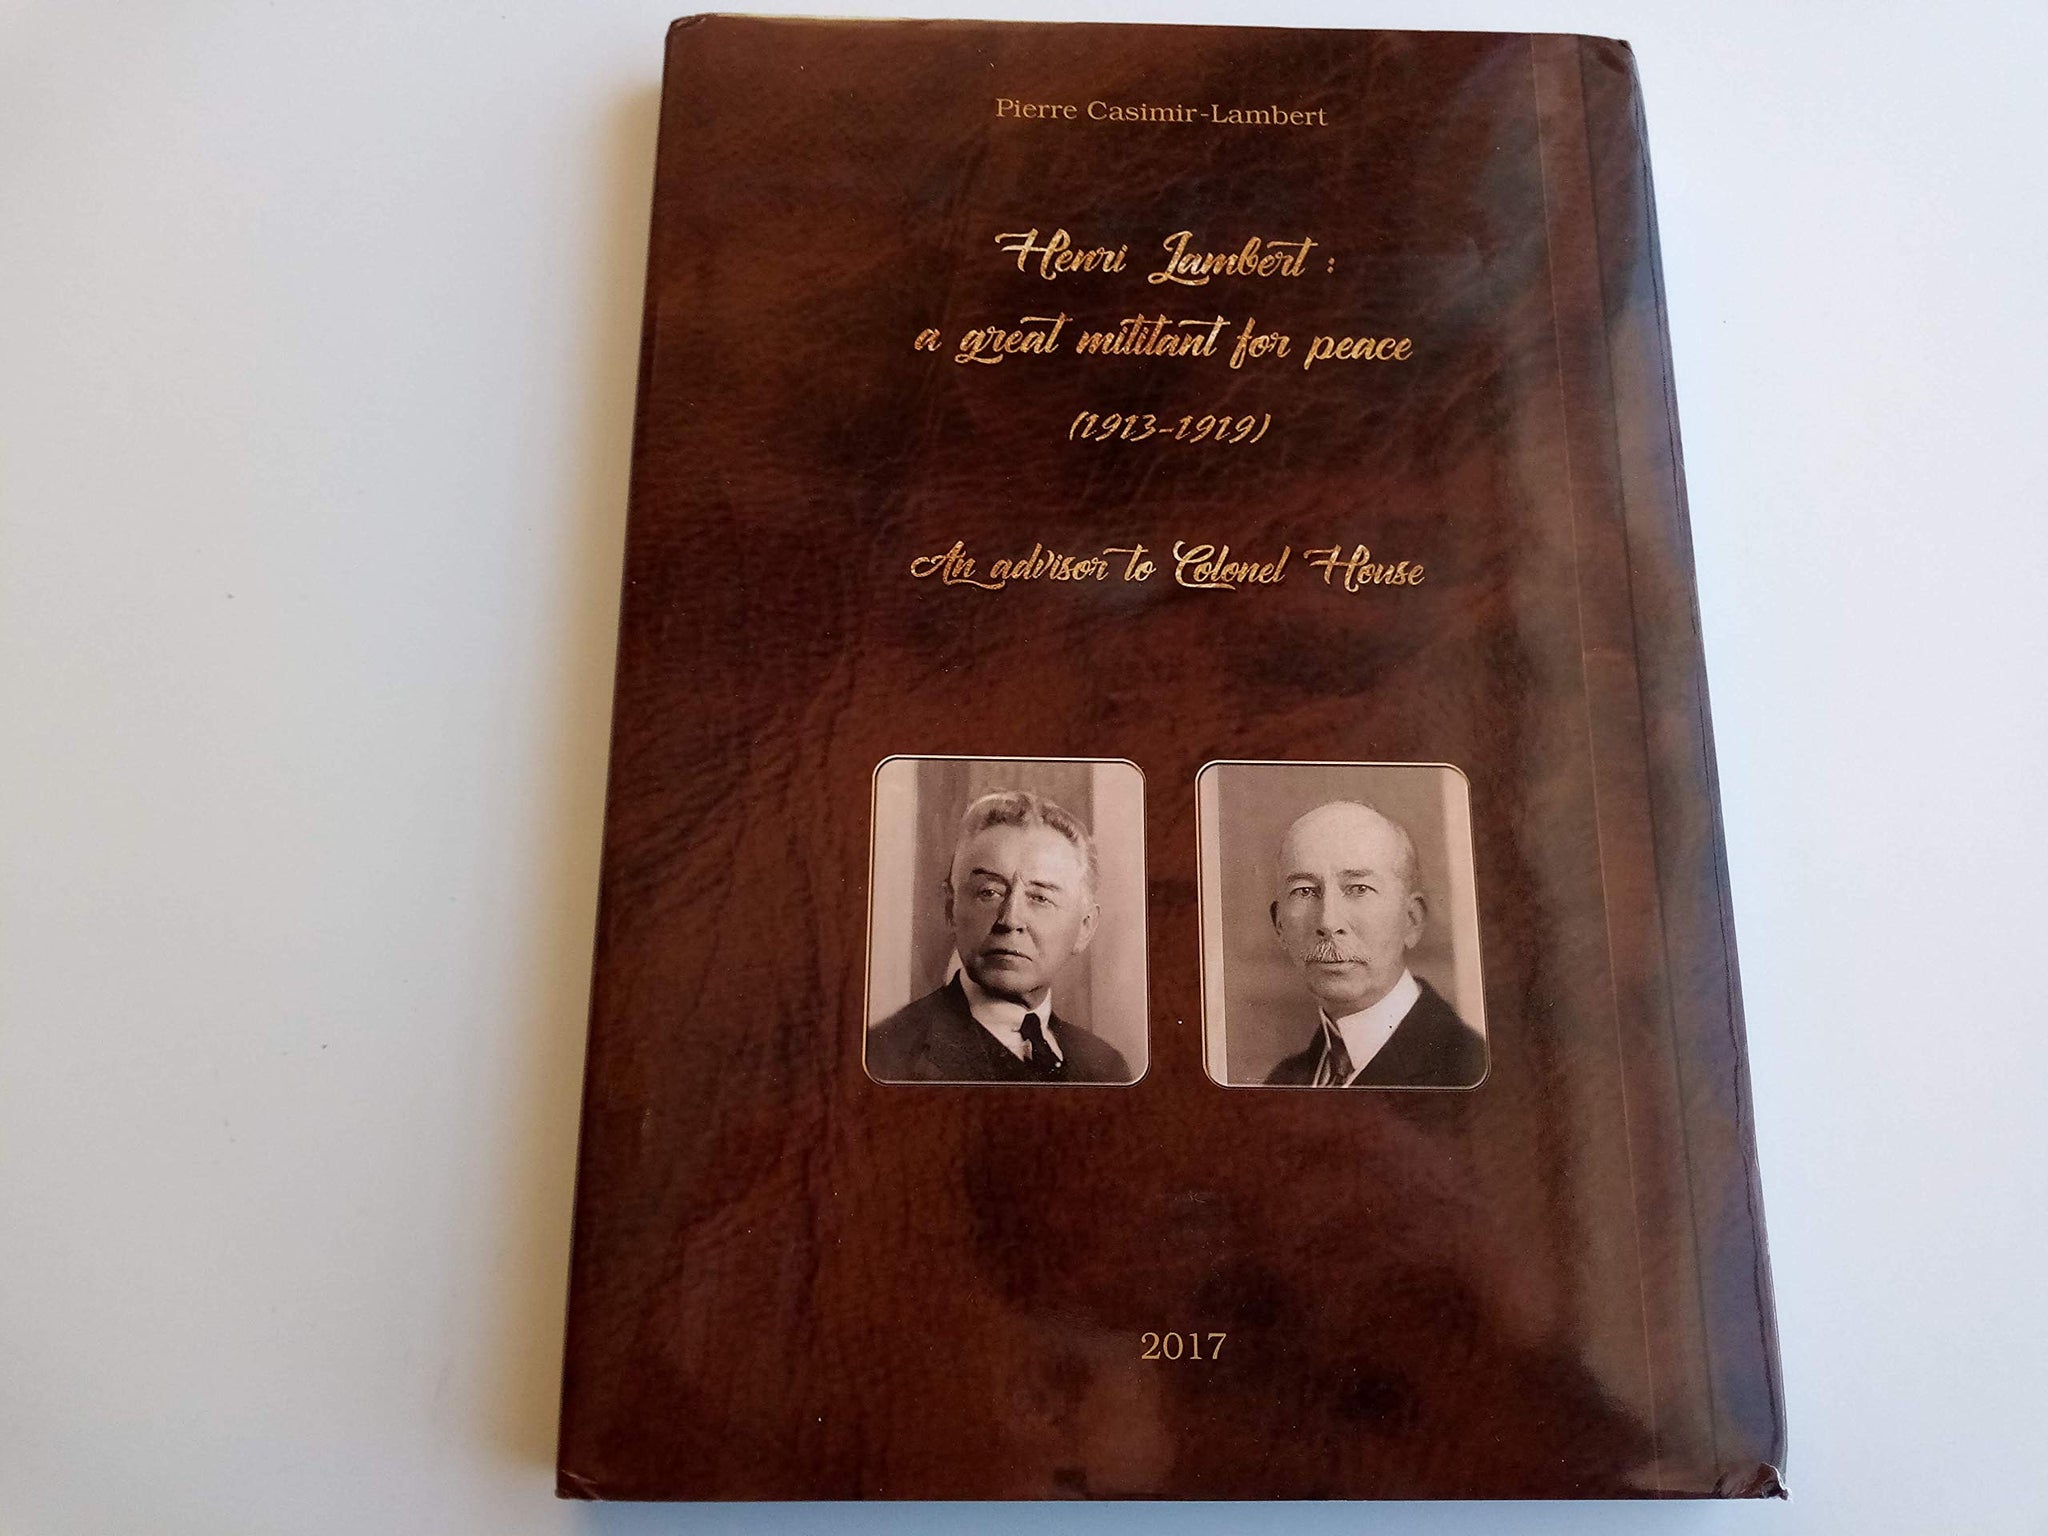 Pierre Casimir-Lambert
Henri Lambert :
a great militant for peace
(1913-1919)
An advisor to Colonel House
2017